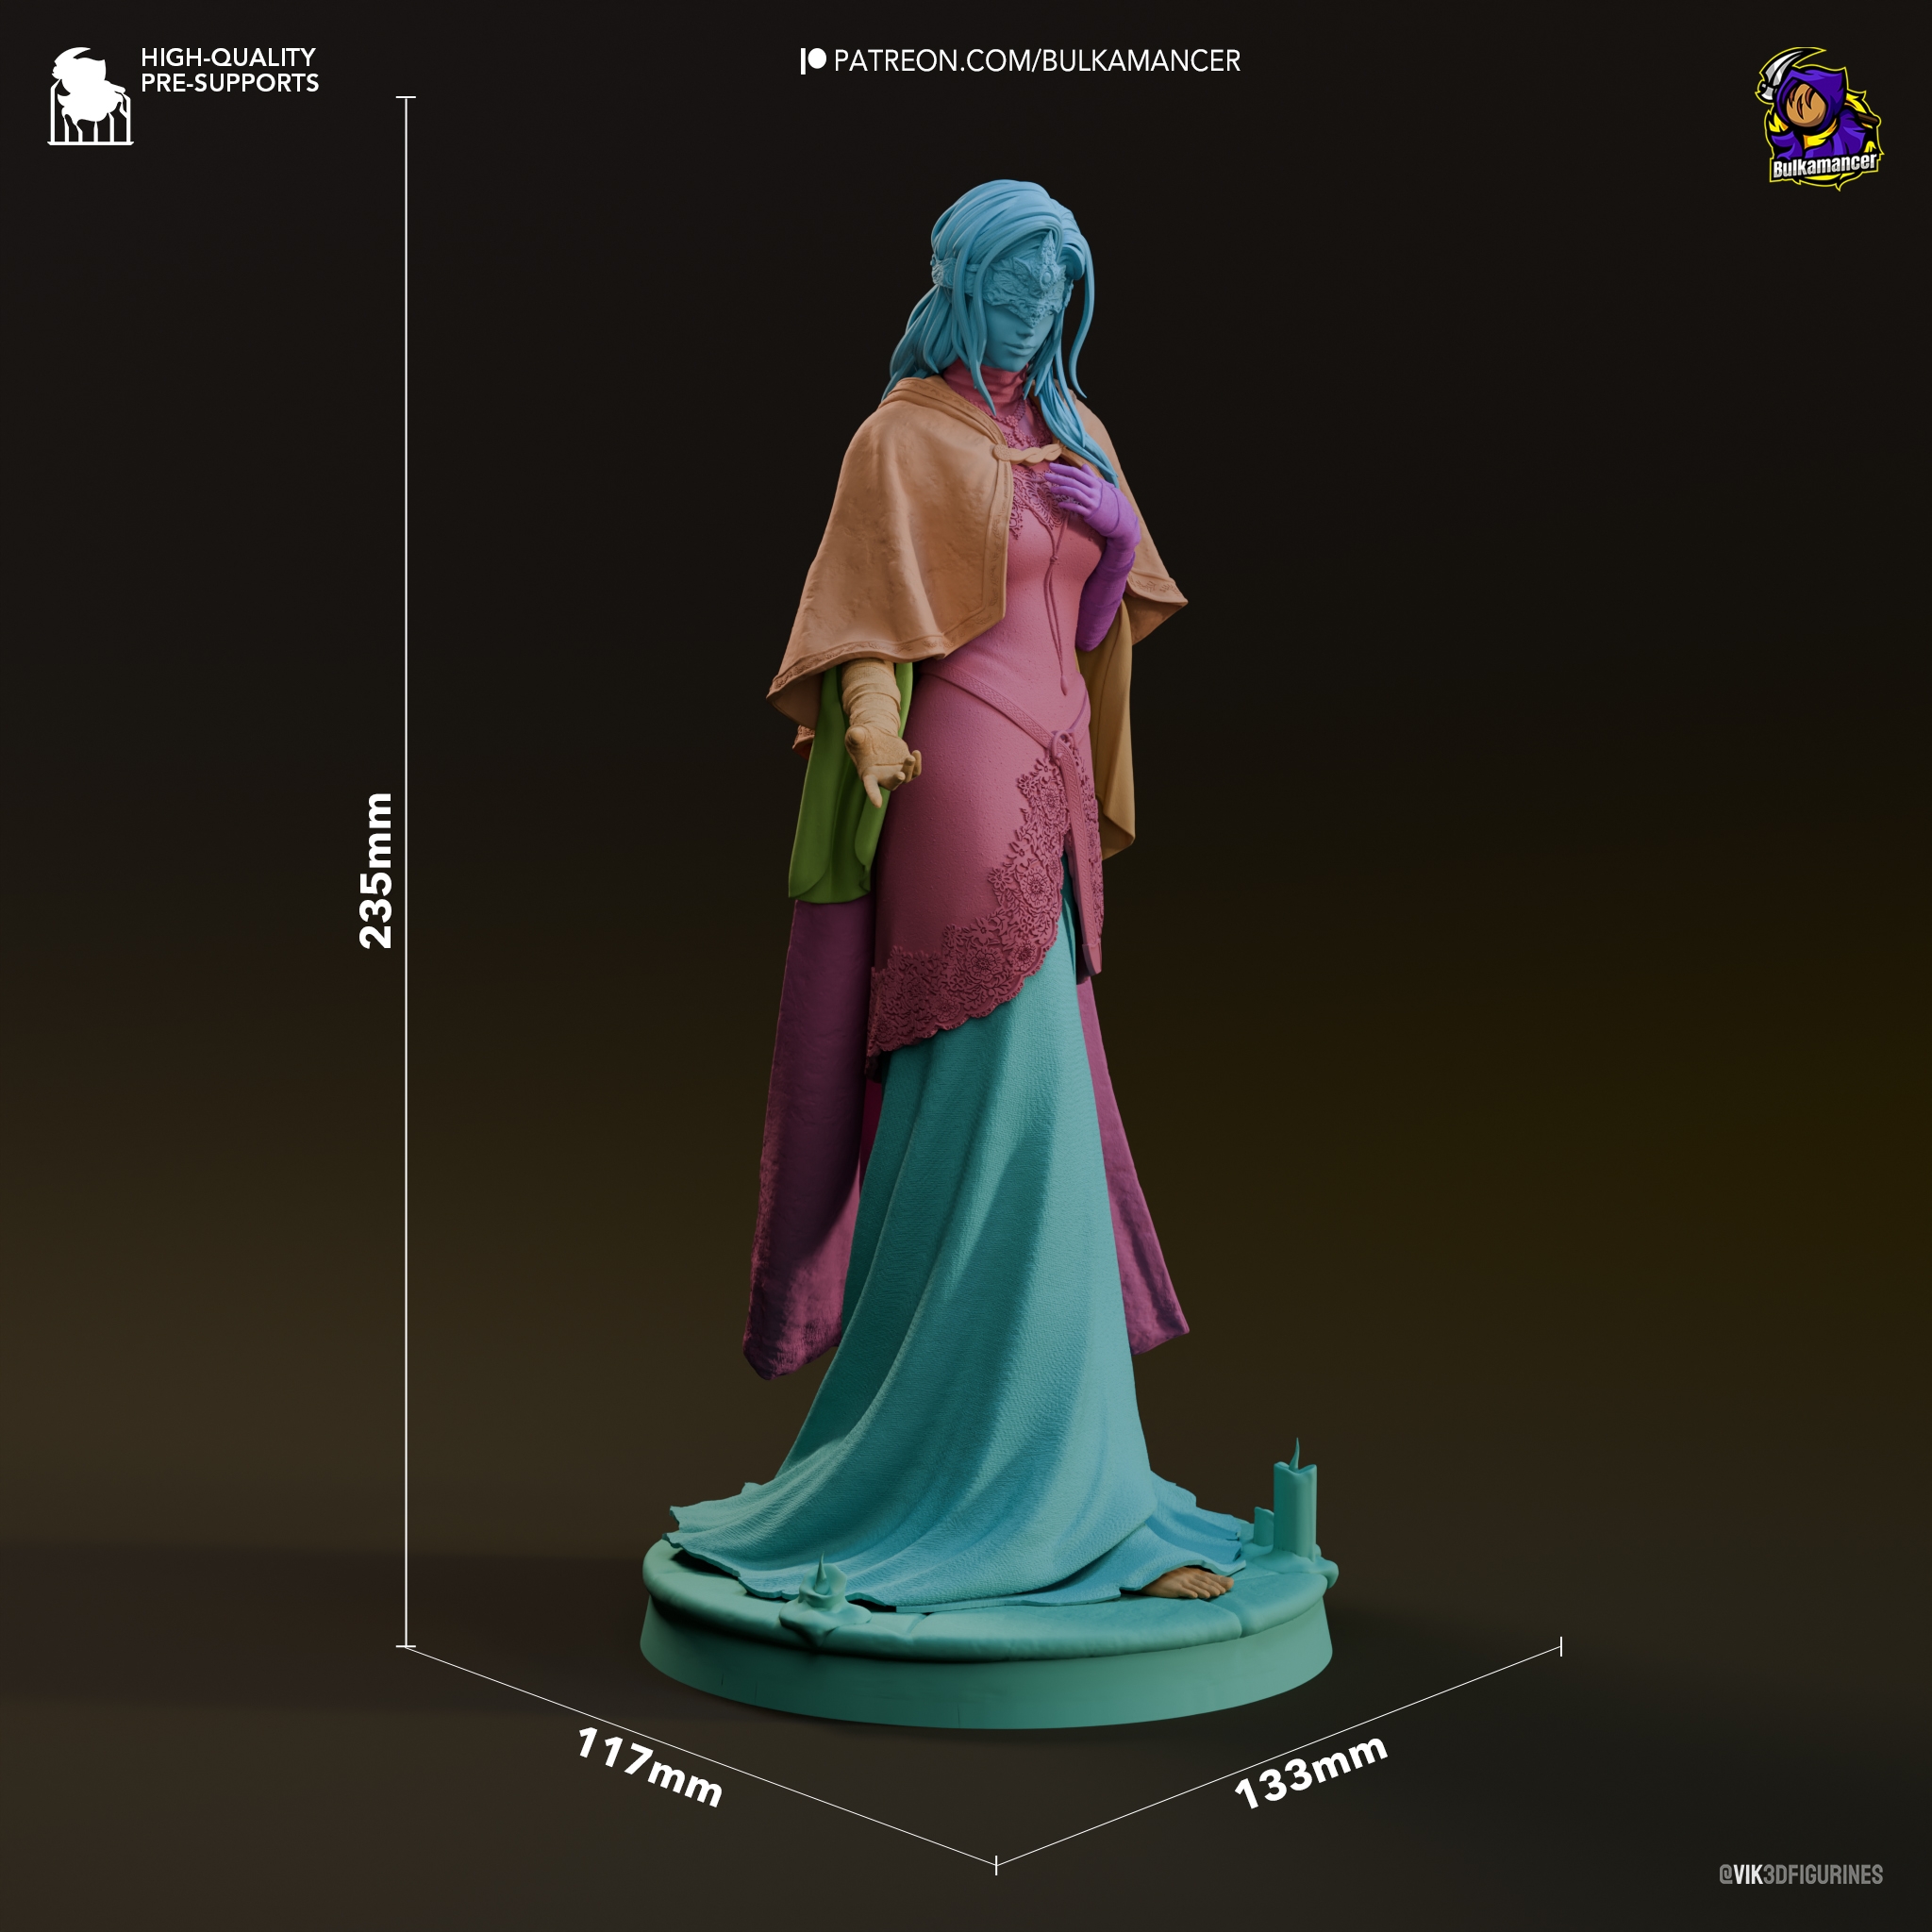 HIGH-QUALITY
PRE-SUPPORTS
PATREON.COM/BULKAMANCER
Bulkamancer
235mm
117mm
133mm
@VIK3DFIGURINES